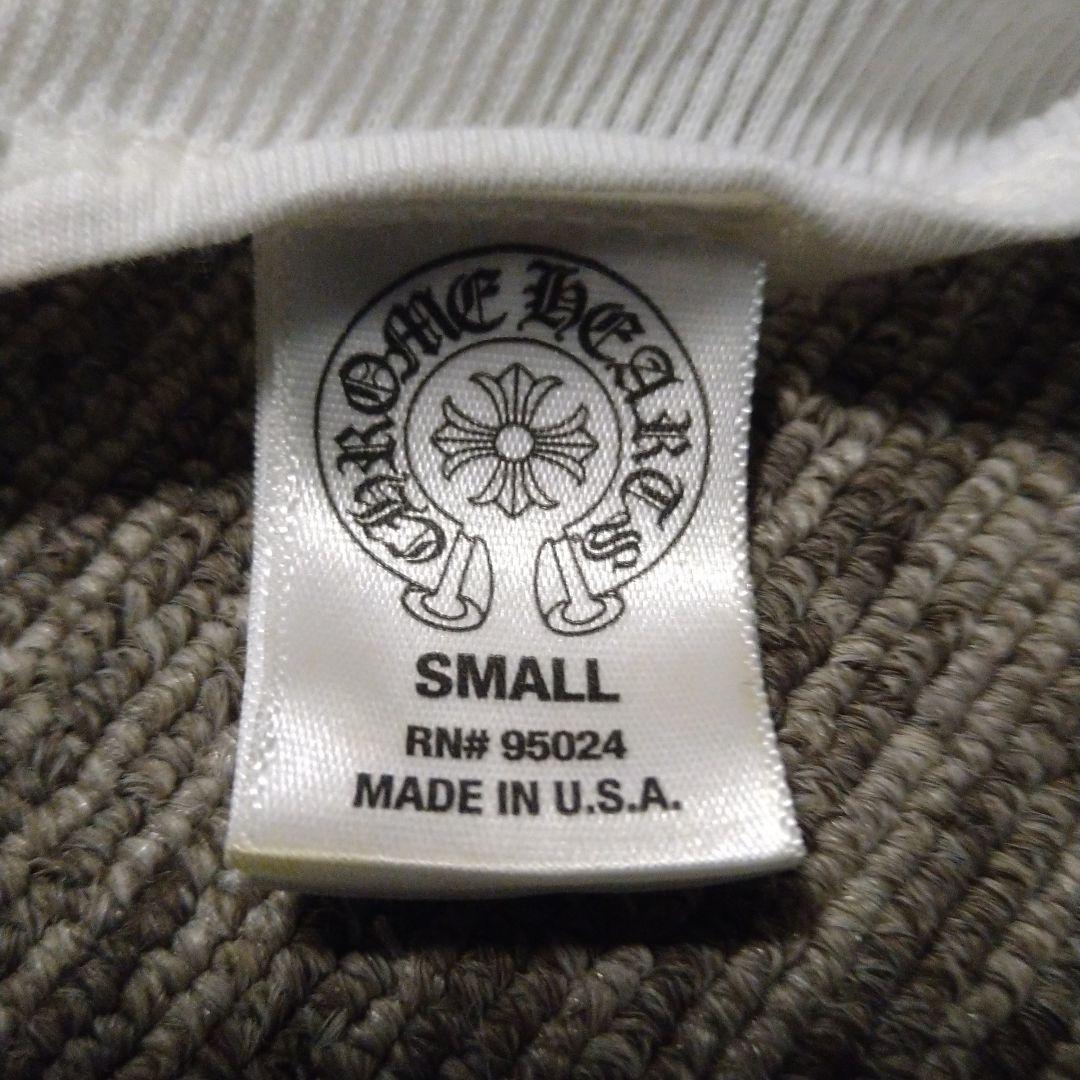 CHROME HEARTS
SMALL
RN# 95024
MADE IN U.S.A.